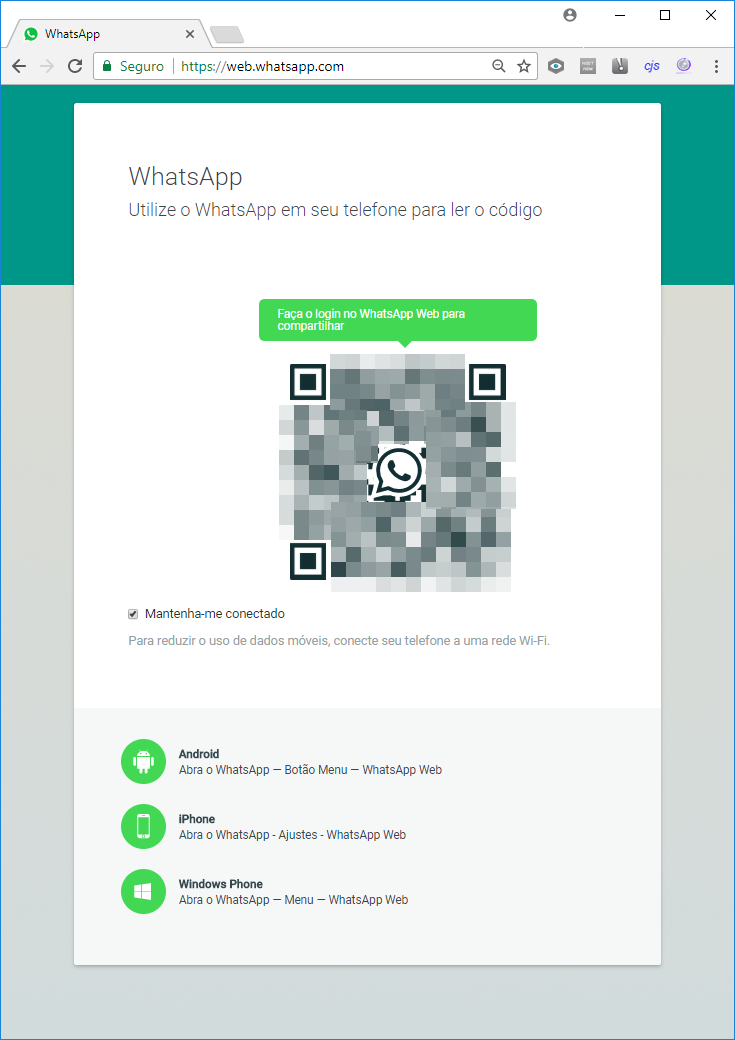 WhatsApp
Seguro https://web.whatsapp.com
cjs
WhatsApp
Utilize o WhatsApp em seu telefone para ler o código
Faça o login no WhatsApp Web para
compartilhar
Mantenha-me conectado
Para reduzir o uso de dados móveis, conecte seu telefone a uma rede Wi-Fi.
Android
Abra o WhatsApp — Botão Menu — WhatsApp Web
iPhone
Abra o WhatsApp - Ajustes - WhatsApp Web
Windows Phone
Abra o WhatsApp — Menu — WhatsApp Web